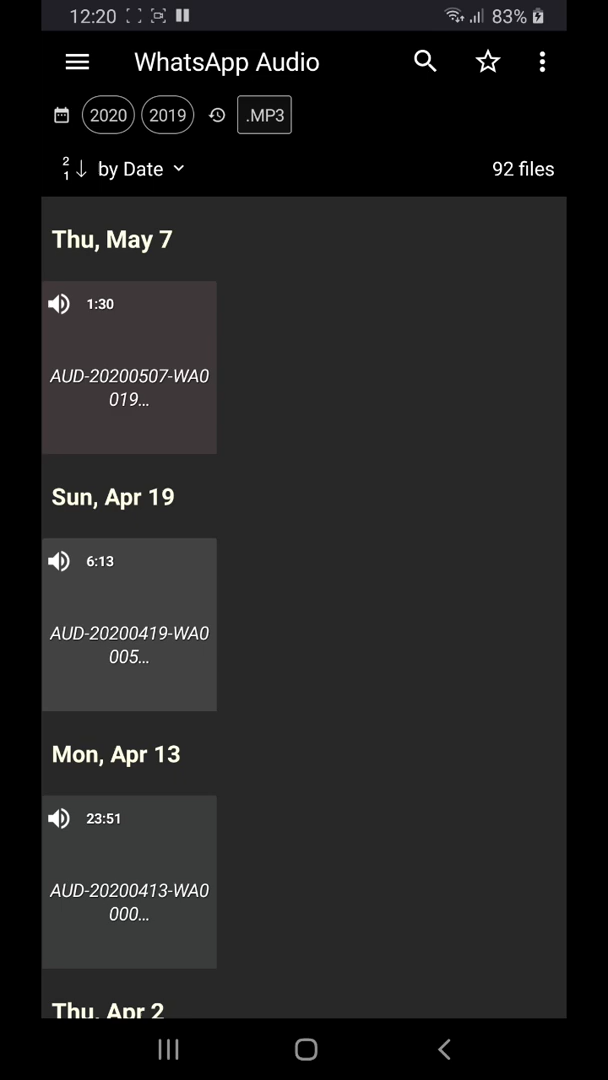 12:20 83%
WhatsApp Audio
2020 2019 .MP3
2
1 by Date 92 files
Thu, May 7
1:30
AUD-20200507-WA0
019...
Sun, Apr 19
6:13
AUD-20200419-WA0
005...
Mon, Apr 13
23:51
AUD-20200413-WA0
000...
Thu, Apr 2